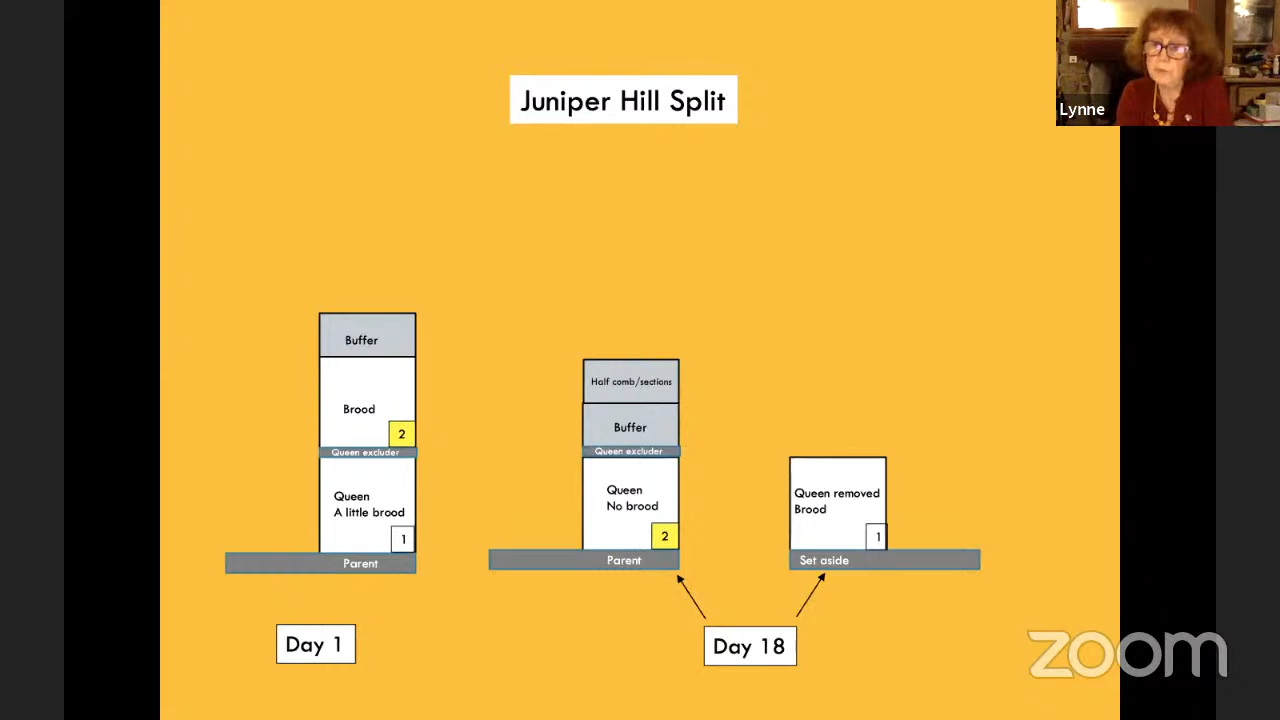 Juniper Hill Split
Lynne
Buffer
Brood
2
Queen excluder
Queen
A little brood
1
Parent
Day 1
Half comb/sections
Buffer
Queen excluder
Queen
No brood
2
Parent
Queen removed
Brood
1
Set aside
Day 18
zoom